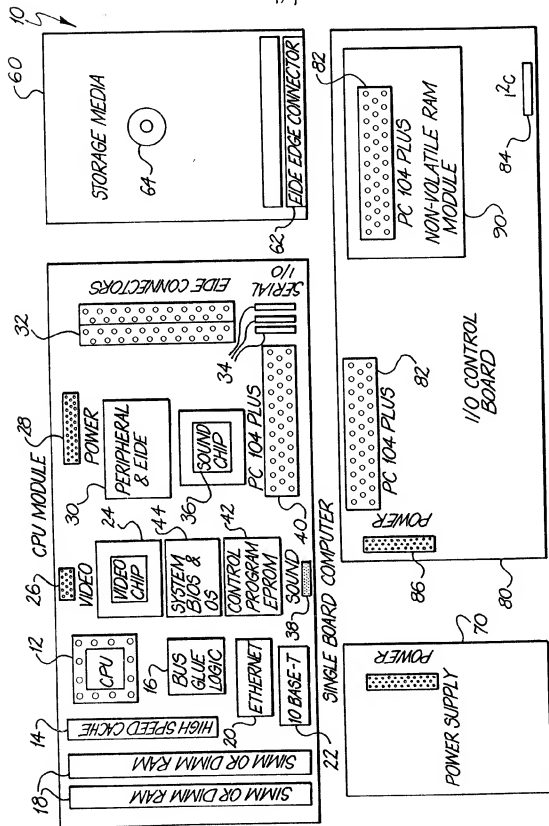 10
60
STORAGE MEDIA
64
EIDE EDGE CONNECTOR
62
CPU MODULE
26
VIDEO
28
POWER
32
EIDE CONNECTORS
12
CPU
24
VIDEO CHIP
30
PERIPHERAL
& EIDE
14
HIGH SPEED CACHE
16
BUS
GLUE
LOGIC
44
SYSTEM
BIOS &
OS
36
SOUND
CHIP
34
SERIAL
I/O
18
SIMM OR DIMM RAM
SIMM OR DIMM RAM
20
ETHERNET
42
CONTROL
PROGRAM
EPROM
40
PC 104 PLUS
22
10 BASE-T
38
SOUND
SINGLE BOARD COMPUTER
70
POWER
POWER SUPPLY
80
86
POWER
82
PC 104 PLUS
I/O CONTROL
BOARD
82
PC 104 PLUS
NON-VOLATILE RAM
MODULE
90
I²C
84